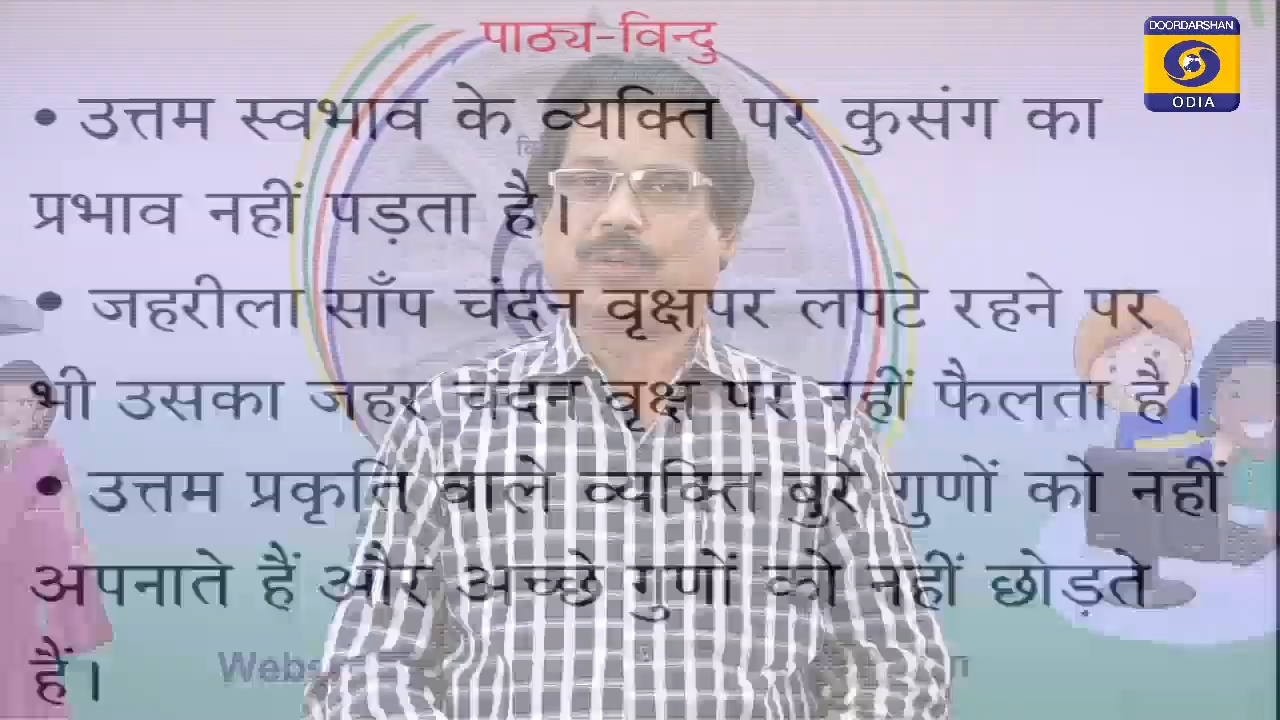 पाठ्य-विन्दु
DOORDARSHAN
ODIA
• उत्तम स्वभाव के व्यक्ति पर कुसंग का
प्रभाव नहीं पड़ता है।
• जहरीला साँप चंदन वृक्षपर लपटे रहने पर
भी उसका जहर चंदन वृक्ष पर नहीं फैलता है।
• उत्तम प्रकृति वाले व्यक्ति बुरे गुणों को नहीं
अपनाते हैं और अच्छे गुणों को नहीं छोड़ते
हैं।